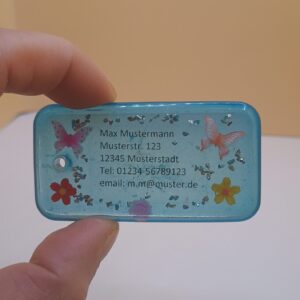 Max Mustermann
Musterstr. 123
12345 Musterstadt
Tel: 01234-56789123
email: m.m@muster.de